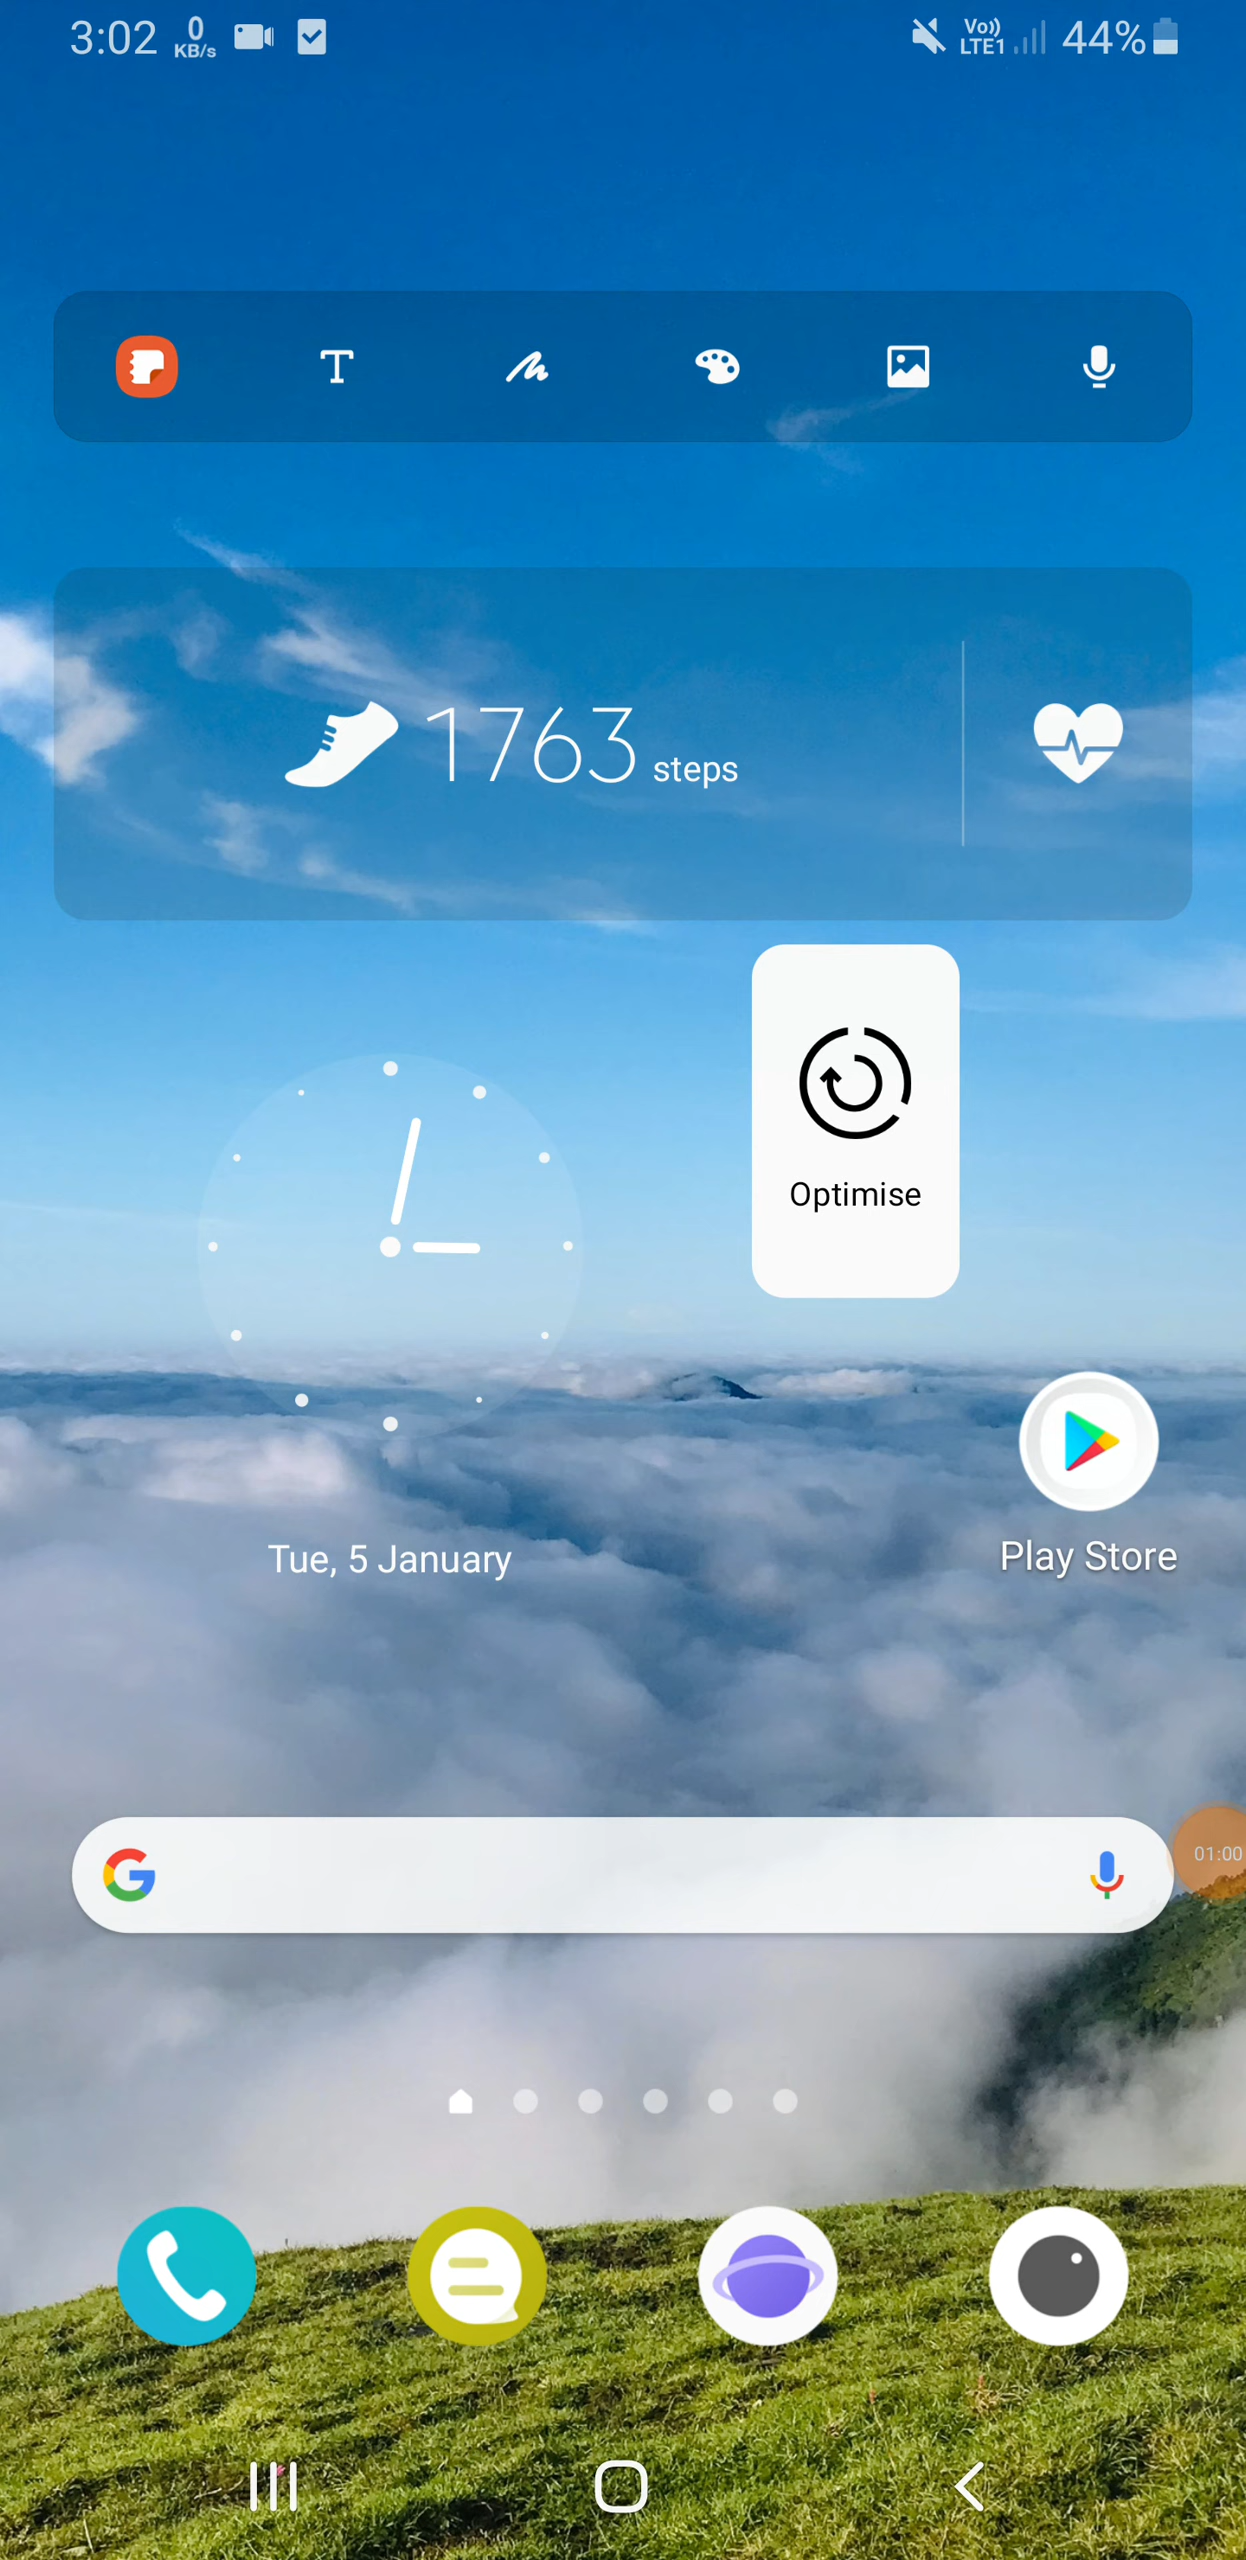 3:02 0 KB/s Vo)) LTE1 44%
1763 steps
Optimise
Tue, 5 January
Play Store
01:00